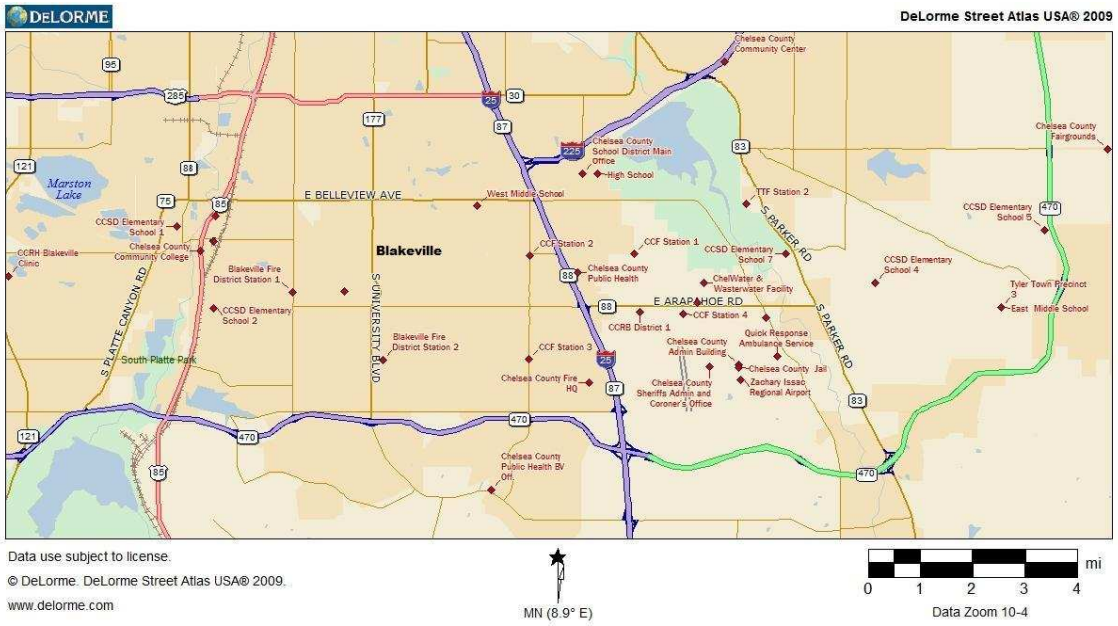 DELORME
DeLorme Street Atlas USA® 2009
Chelsea County
Community Center
95
285
25
30
177
87
225
Chelsea County
School District Main
Office
High School
83
Chelsea County
Fairgrounds
121
88
Marston
Lake
75
85
E BELLEVIEW AVE
West Middle School
TTF Station 2
470
CCSD Elementary
School 1
CCSD Elementary
School 5
S PARKER RD
Chelsea County
Community College
Blakeville
CCF Station 2
CCF Station 1
CCSD Elementary
School 7
CCRH Blakeville
Clinic
CCSD Elementary
School 4
Blakeville Fire
District Station 1
88
Chelsea County
Public Health
ChelWater &
Wasterwater Facility
Tyler Town Precinct
3
East Middle School
S PLATTE CANYON RD
S UNIVERSITY BLVD
88
E ARAPAHOE RD
CCF Station 4
S PARKER RD
CCSD Elementary
School 2
CCRB District 1
Blakeville Fire
District Station 2
Quick Response
Ambulance Service
CCF Station 3
25
Chelsea County
Admin Building
South Platte Park
Chelsea County Jail
Chelsea County Fire
HQ
87
Chelsea County
Sheriffs Admin and
Coroner's Office
Zachary Issac
Regional Airport
83
121
470
470
85
Chelsea County
Public Health BV
Off.
470
Data use subject to license.
© DeLorme. DeLorme Street Atlas USA® 2009.
www.delorme.com
MN (8.9° E)
mi
0 1 2 3 4
Data Zoom 10-4